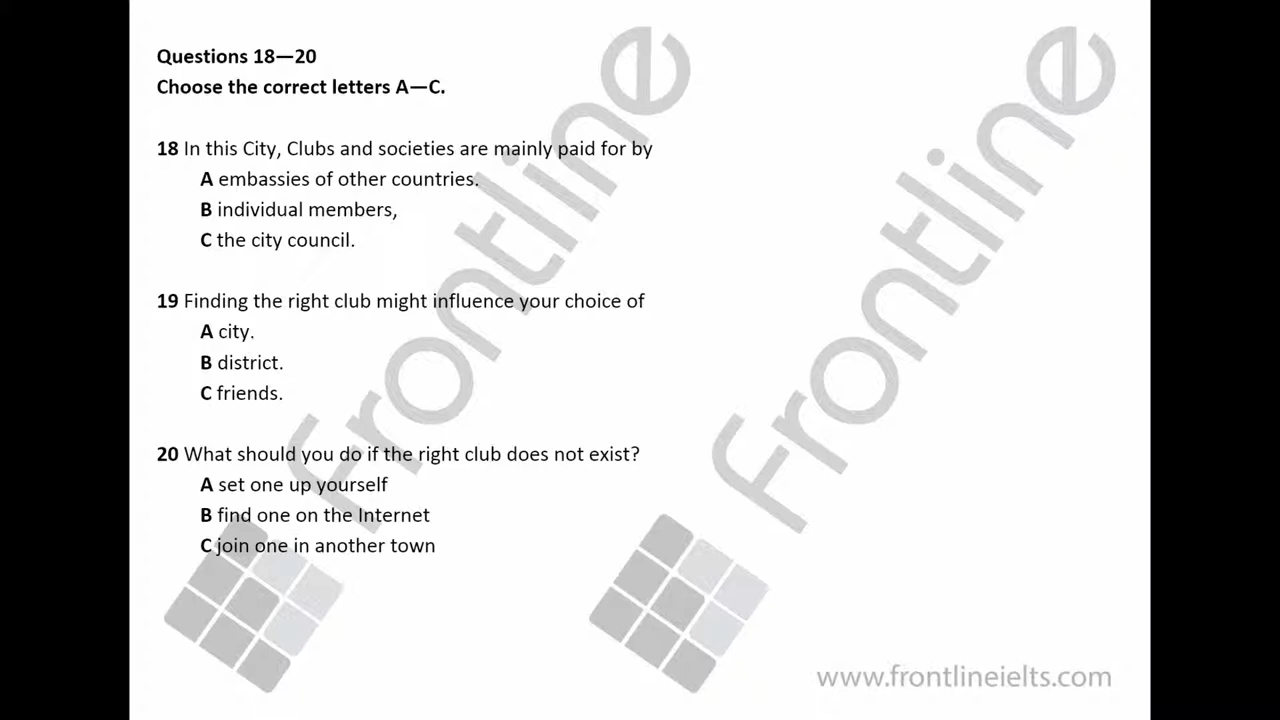 Questions 18—20
Choose the correct letters A—C.
18 In this City, Clubs and societies are mainly paid for by
A embassies of other countries.
B individual members,
C the city council.
19 Finding the right club might influence your choice of
A city.
B district.
C friends.
20 What should you do if the right club does not exist?
A set one up yourself
B find one on the Internet
C join one in another town
frontline
frontline
www.frontlineielts.com